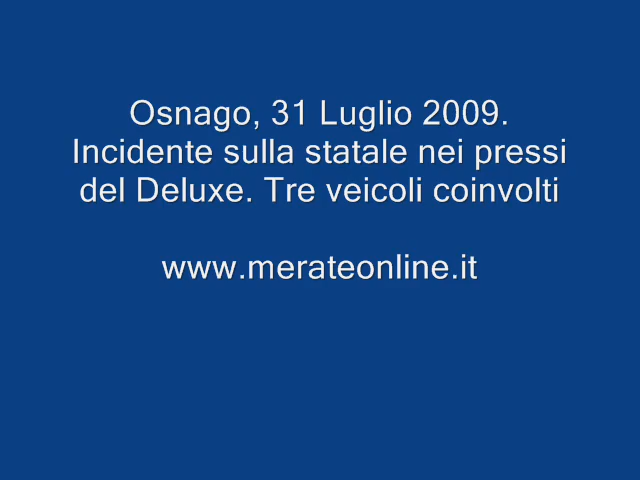 Osnago, 31 Luglio 2009.
Incidente sulla statale nei pressi
del Deluxe. Tre veicoli coinvolti
www.merateonline.it